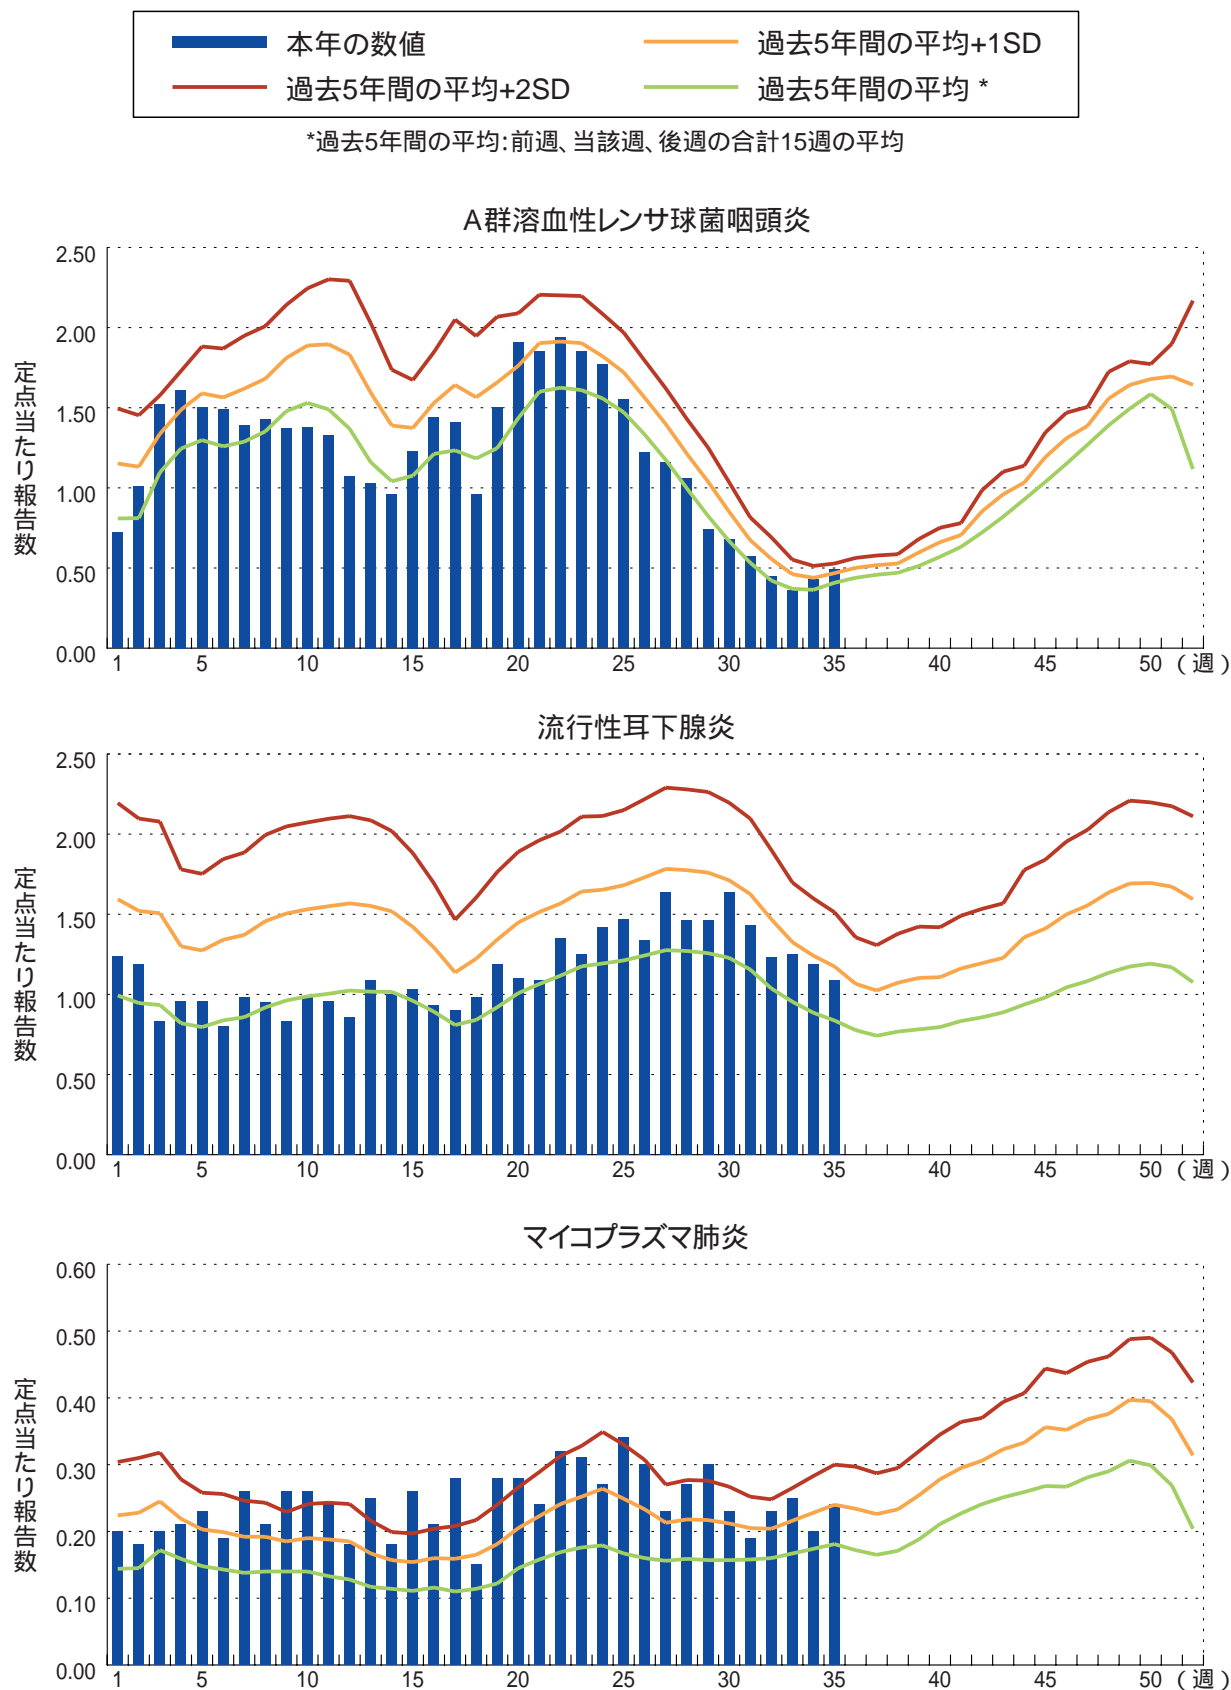 本年の数値
過去5年間の平均+1SD
過去5年間の平均+2SD
過去5年間の平均 *
*過去5年間の平均:前週、当該週、後週の合計15週の平均
A群溶血性レンサ球菌咽頭炎
定点当たり報告数
2.50
2.00
1.50
1.00
0.50
0.00
1 5 10 15 20 25 30 35 40 45 50 (週)
流行性耳下腺炎
定点当たり報告数
2.50
2.00
1.50
1.00
0.50
0.00
1 5 10 15 20 25 30 35 40 45 50 (週)
マイコプラズマ肺炎
定点当たり報告数
0.60
0.50
0.40
0.30
0.20
0.10
0.00
1 5 10 15 20 25 30 35 40 45 50 (週)